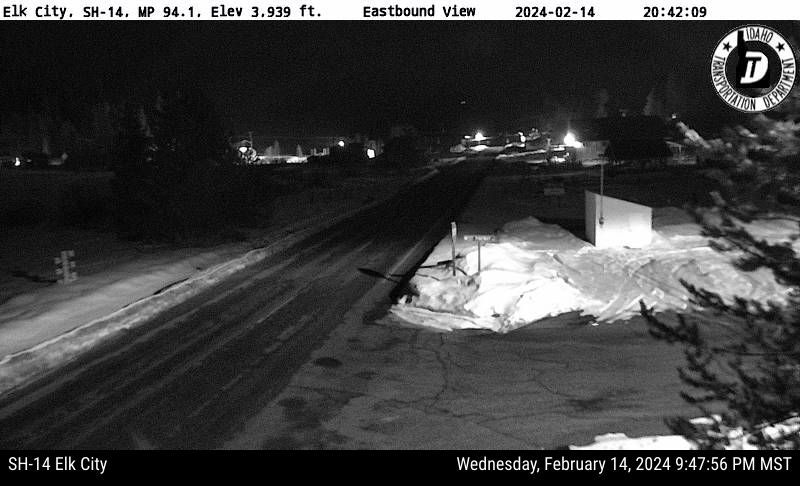 Elk City, SH-14, MP 94.1, Elev 3,939 ft. Eastbound View 2024-02-14 20:42:09
IDAHO
TRANSPORTATION DEPARTMENT
SH-14 Elk City Wednesday, February 14, 2024 9:47:56 PM MST